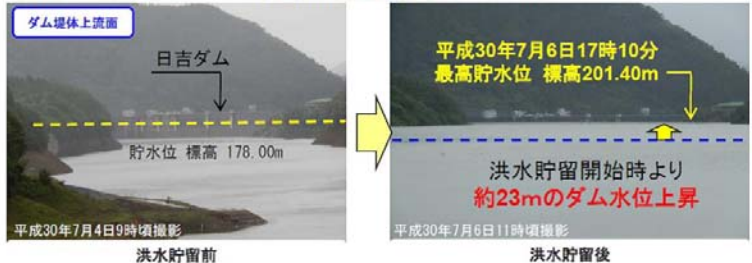 ダム堤体上流面
日吉ダム
貯水位 標高 178.00m
平成30年7月4日9時頃撮影
洪水貯留前
平成30年7月6日17時10分
最高貯水位 標高201.40m
洪水貯留開始時より
約23mのダム水位上昇
平成30年7月6日11時頃撮影
洪水貯留後